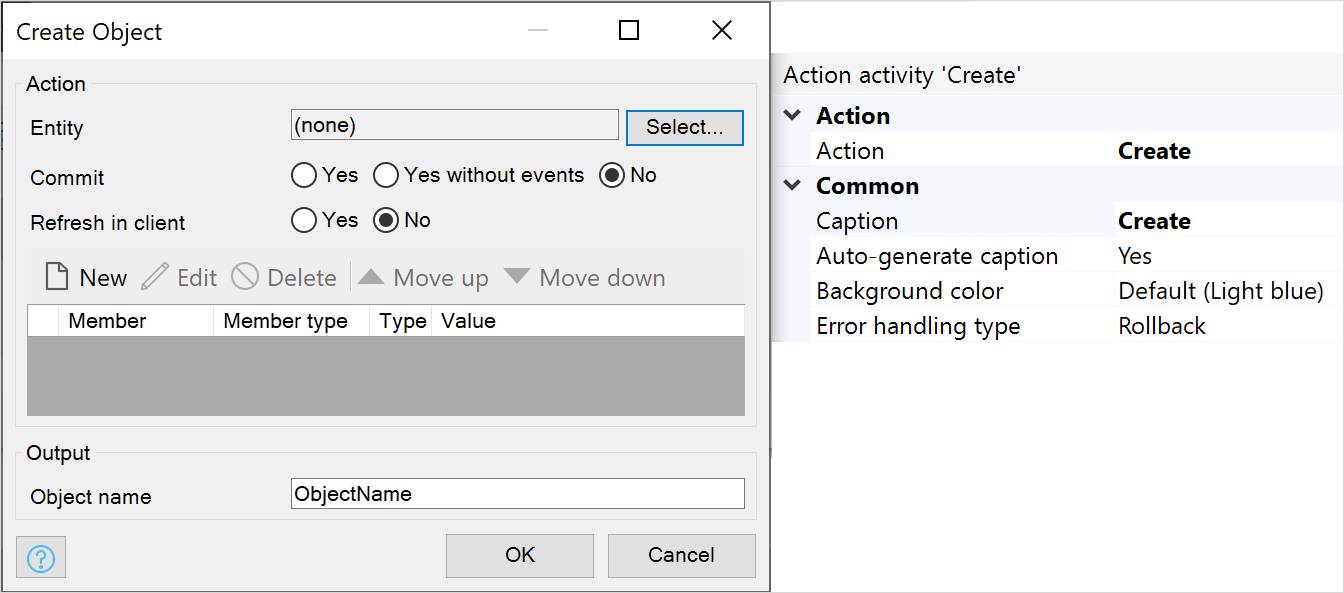 Create Object
Action
Entity (none) Select...
Commit Yes Yes without events No
Refresh in client Yes No
New Edit Delete Move up Move down
Member Member type Type Value
Output
Object name ObjectName
? OK Cancel
Action activity 'Create'
Action
Action Create
Common
Caption Create
Auto-generate caption Yes
Background color Default (Light blue)
Error handling type Rollback